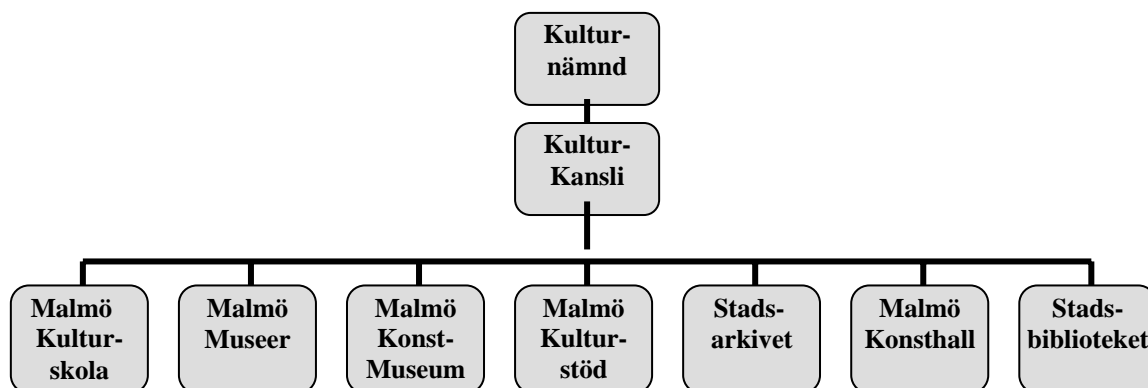 Kultur-
nämnd
Kultur-
Kansli
Malmö
Kultur-
skola
Malmö
Museer
Malmö
Konst-
Museum
Malmö
Kultur-
stöd
Stads-
arkivet
Malmö
Konsthall
Stads-
biblioteket